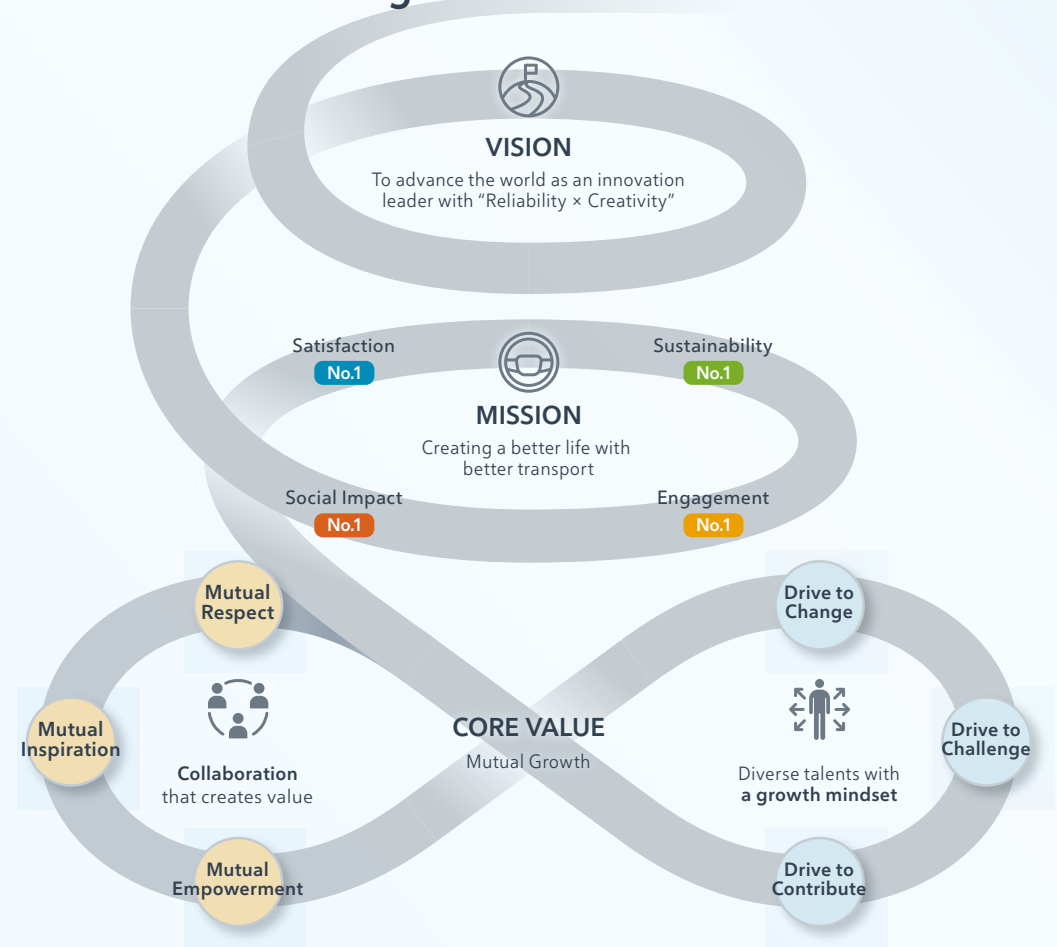 VISION
To advance the world as an innovation
leader with “Reliability × Creativity”
Satisfaction
No.1
Sustainability
No.1
MISSION
Creating a better life with
better transport
Social Impact
No.1
Engagement
No.1
Mutual
Respect
Drive to
Change
Mutual
Inspiration
CORE VALUE
Mutual Growth
Drive to
Challenge
Collaboration
that creates value
Diverse talents with
a growth mindset
Mutual
Empowerment
Drive to
Contribute